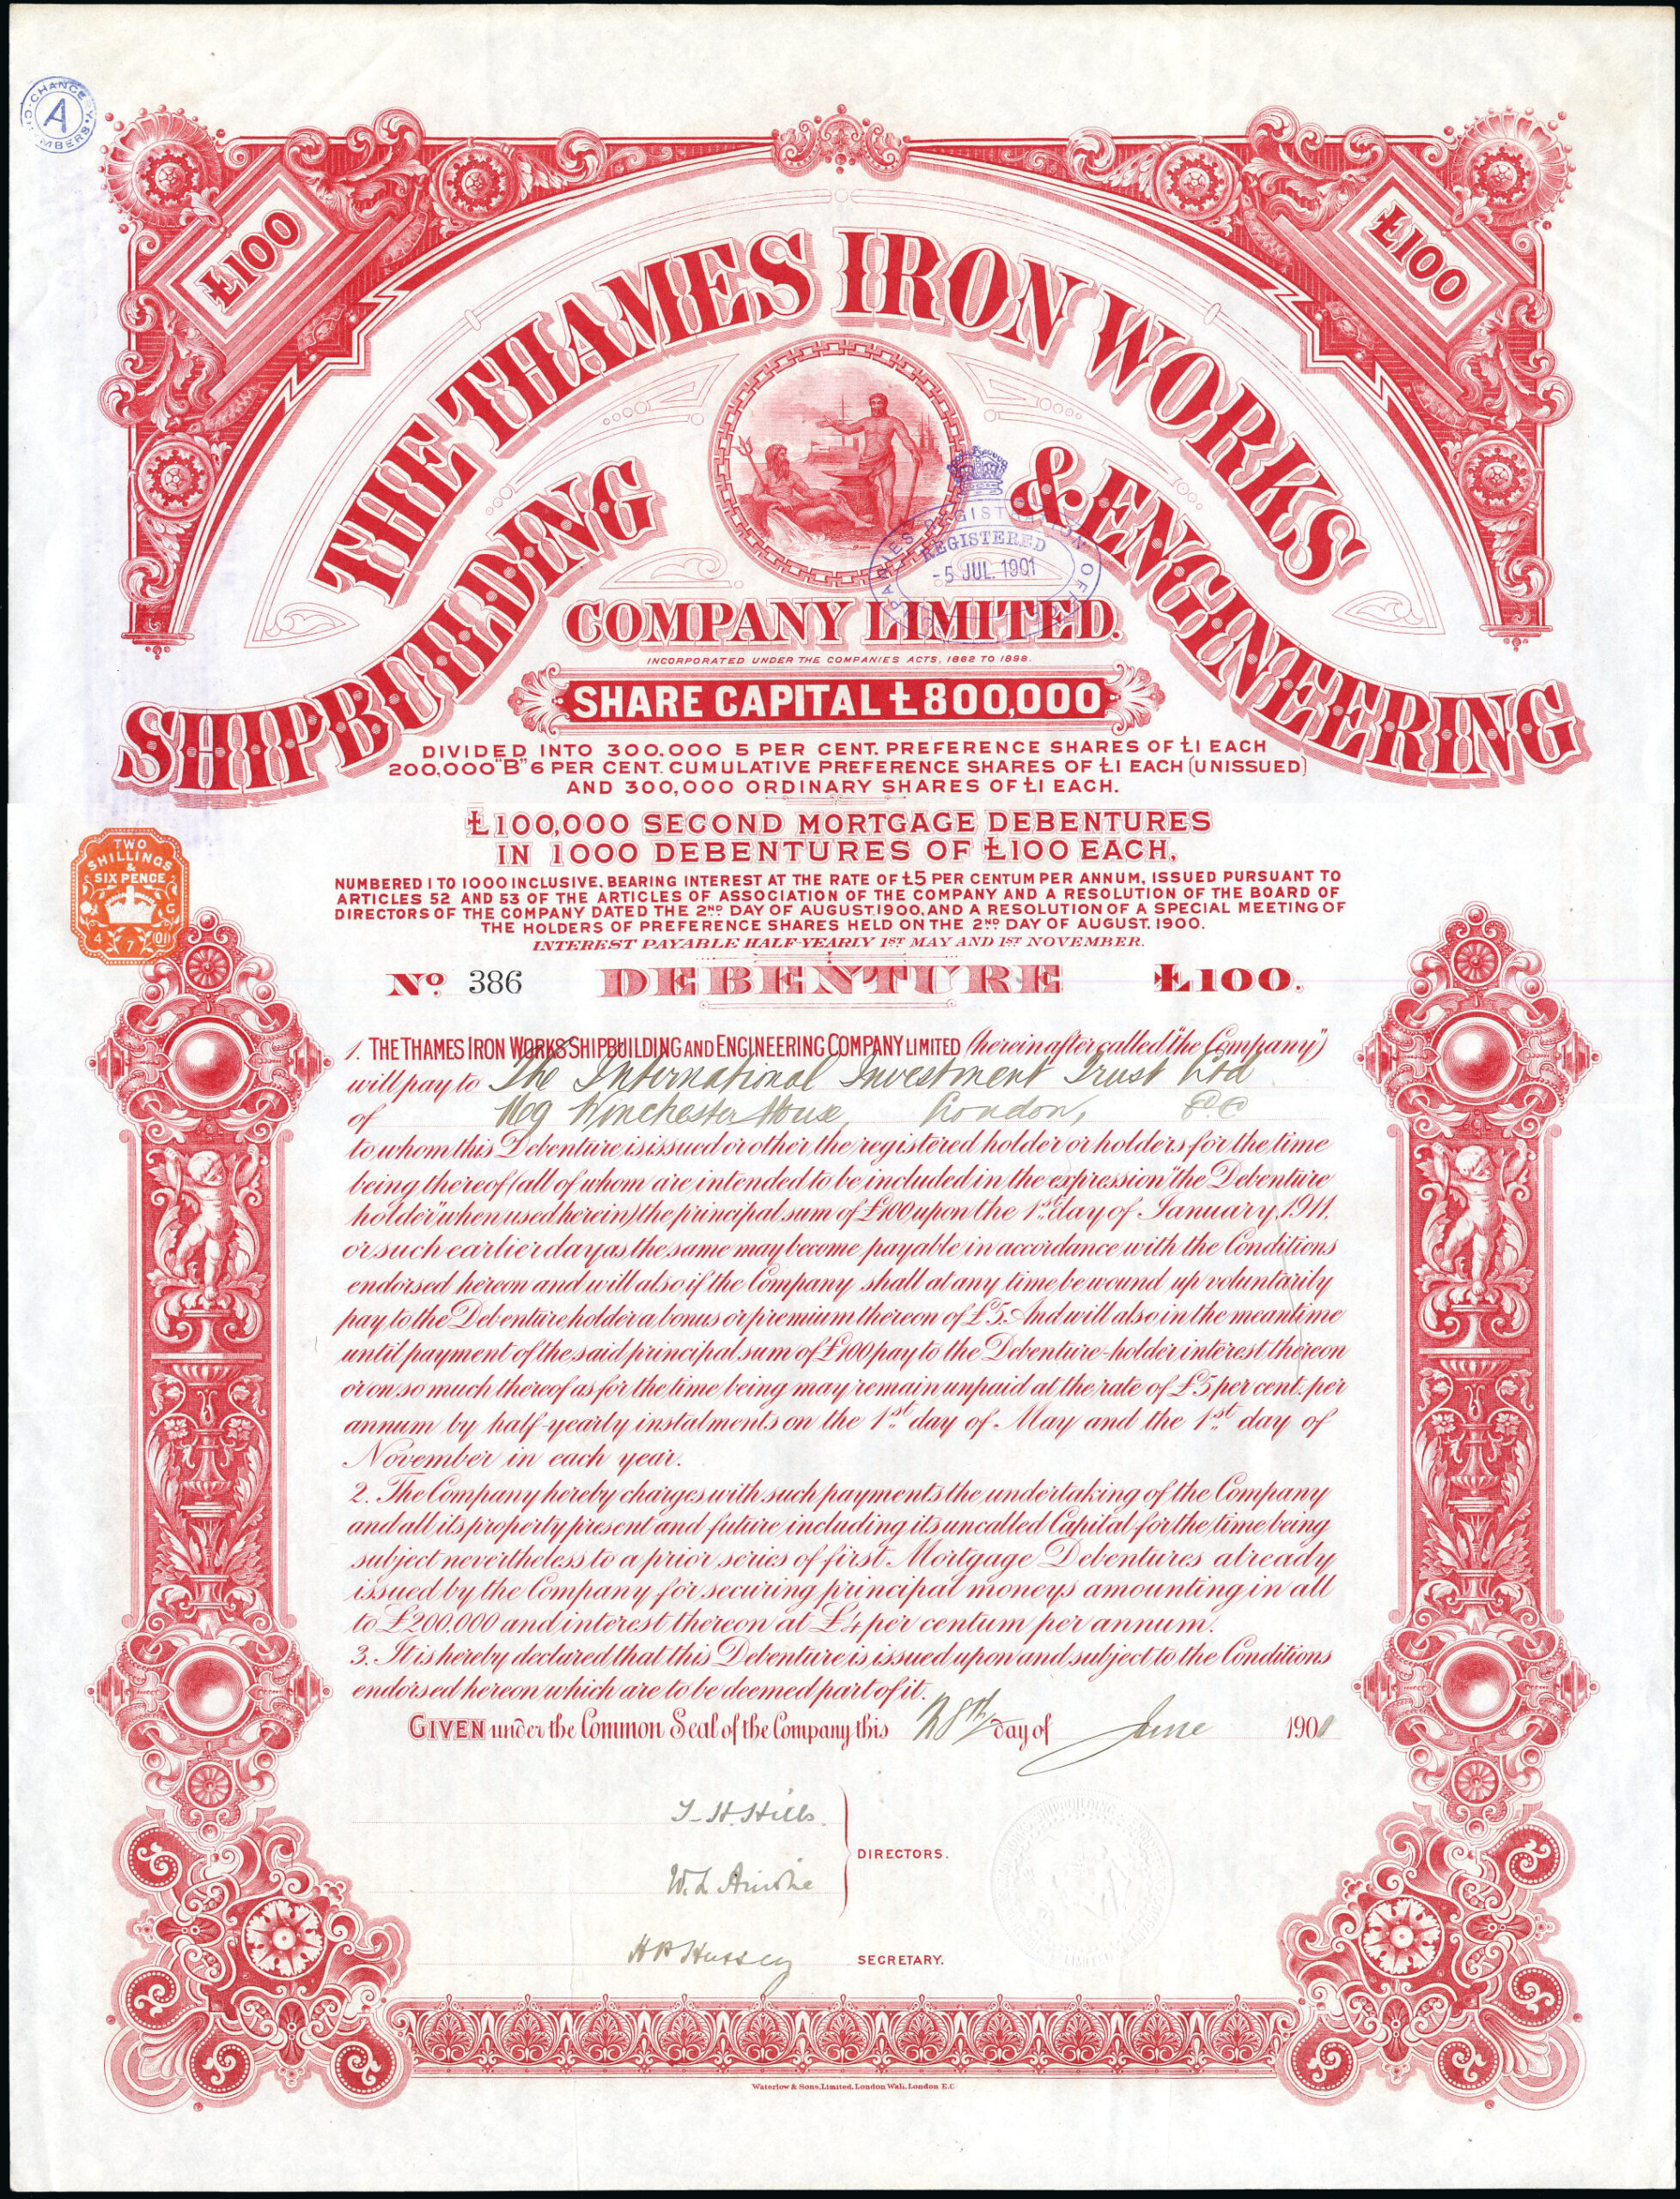 CHANCERY CHAMBERS
A
£100
£100
THE THAMES IRON WORKS
SHIPBUILDING & ENGINEERING
COMPANIES REGISTRATION OFFICE
REGISTERED
-5 JUL. 1901
COMPANY LIMITED.
INCORPORATED UNDER THE COMPANIES ACTS, 1862 TO 1898.
SHARE CAPITAL £800,000
DIVIDED INTO 300,000 5 PER CENT. PREFERENCE SHARES OF £1 EACH
200,000 "B" 6 PER CENT. CUMULATIVE PREFERENCE SHARES OF £1 EACH (UNISSUED)
AND 300,000 ORDINARY SHARES OF £1 EACH.
£100,000 SECOND MORTGAGE DEBENTURES
IN 1000 DEBENTURES OF £100 EACH,
TWO
SHILLINGS
&
SIX PENCE
4 7 01
NUMBERED 1 TO 1000 INCLUSIVE, BEARING INTEREST AT THE RATE OF £5 PER CENTUM PER ANNUM, ISSUED PURSUANT TO
ARTICLES 52 AND 53 OF THE ARTICLES OF ASSOCIATION OF THE COMPANY AND A RESOLUTION OF THE BOARD OF
DIRECTORS OF THE COMPANY DATED THE 2ND DAY OF AUGUST, 1900, AND A RESOLUTION OF A SPECIAL MEETING OF
THE HOLDERS OF PREFERENCE SHARES HELD ON THE 2ND DAY OF AUGUST, 1900.
INTEREST PAYABLE HALF-YEARLY 1ST MAY AND 1ST NOVEMBER.
No. 386 DEBENTURE £100.
1. THE THAMES IRON WORKS SHIPBUILDING AND ENGINEERING COMPANY LIMITED (hereinafter called "the Company")
will pay to The International Investment Trust Ltd
of Winchester House, London, E.C
to whom this Debenture is issued or other the registered holder or holders for the time
being thereof (all of whom are intended to be included in the expression "the Debenture
holder" when used herein) the principal sum of £100 upon the 1st day of January, 1911.
or such earlier day as the same may become payable in accordance with the Conditions
endorsed hereon and will also if the Company shall at any time be wound up voluntarily
pay to the Debenture holder a bonus or premium thereon of £5. And will also in the meantime
until payment of the said principal sum of £100 pay to the Debenture-holder interest thereon
or on so much thereof as for the time being may remain unpaid at the rate of £5 per cent. per
annum by half-yearly instalments on the 1st day of May and the 1st day of
November in each year.
2. The Company hereby charges with such payments the undertaking of the Company
and all its property present and future including its uncalled Capital for the time being
subject nevertheless to a prior series of first Mortgage Debentures already
issued by the Company for securing principal moneys amounting in all
to £200.000 and interest thereon at £4 per centum per annum.
3. It is hereby declared that this Debenture is issued upon and subject to the Conditions
endorsed hereon which are to be deemed part of it.
GIVEN under the Common Seal of the Company this 28th day of June 1901
DIRECTORS.
SECRETARY.
Waterlow & Sons, Limited, London Wall, London E.C